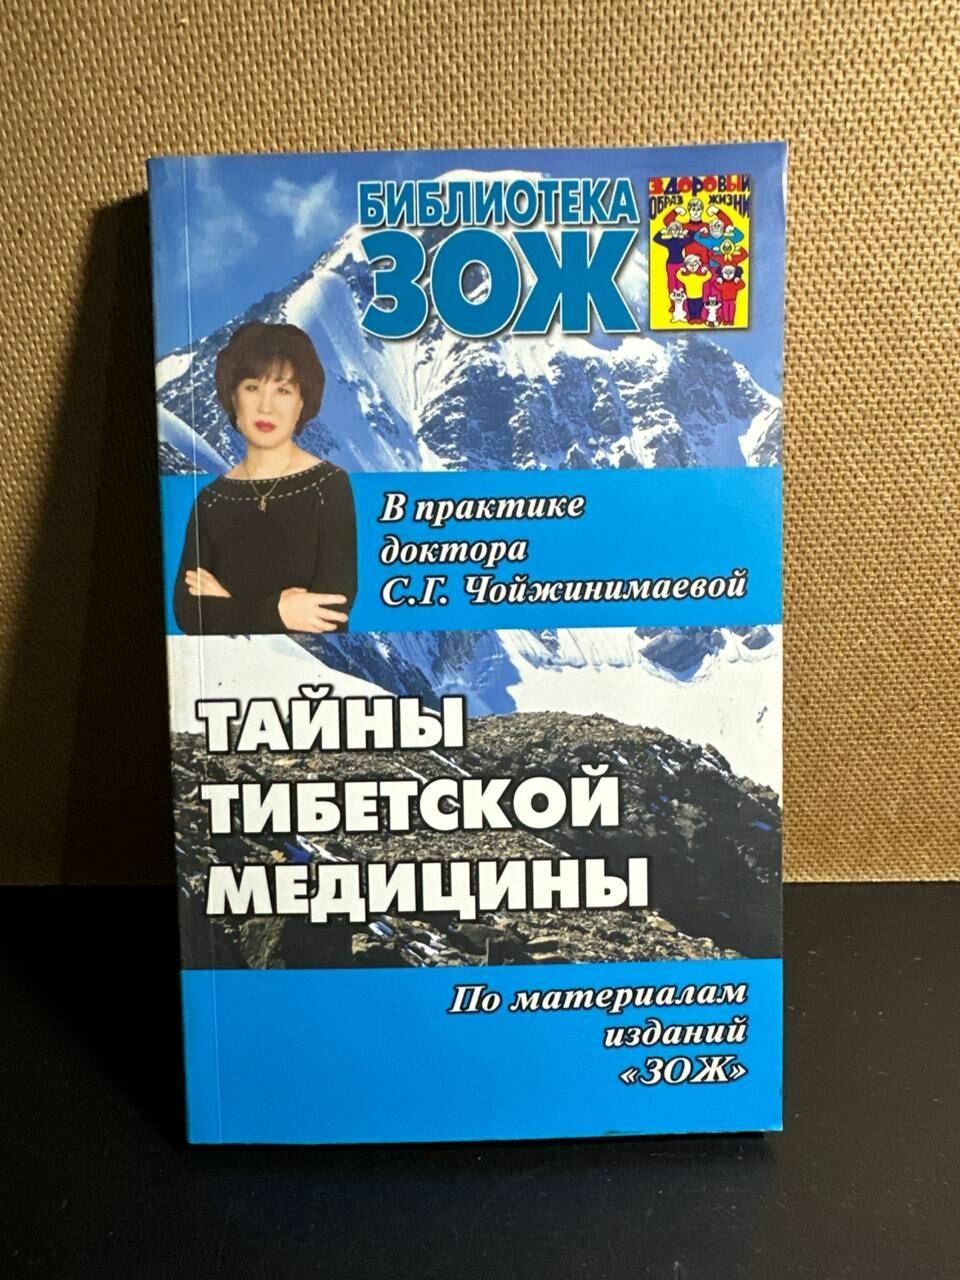 БИБЛИОТЕКА
ЗОЖ
ЗДОРОВЫЙ
ОБРАЗ ЖИЗНИ
В практике
доктора
С.Г. Чойжинимаевой
ТАЙНЫ
ТИБЕТСКОЙ
МЕДИЦИНЫ
По материалам
изданий
«ЗОЖ»